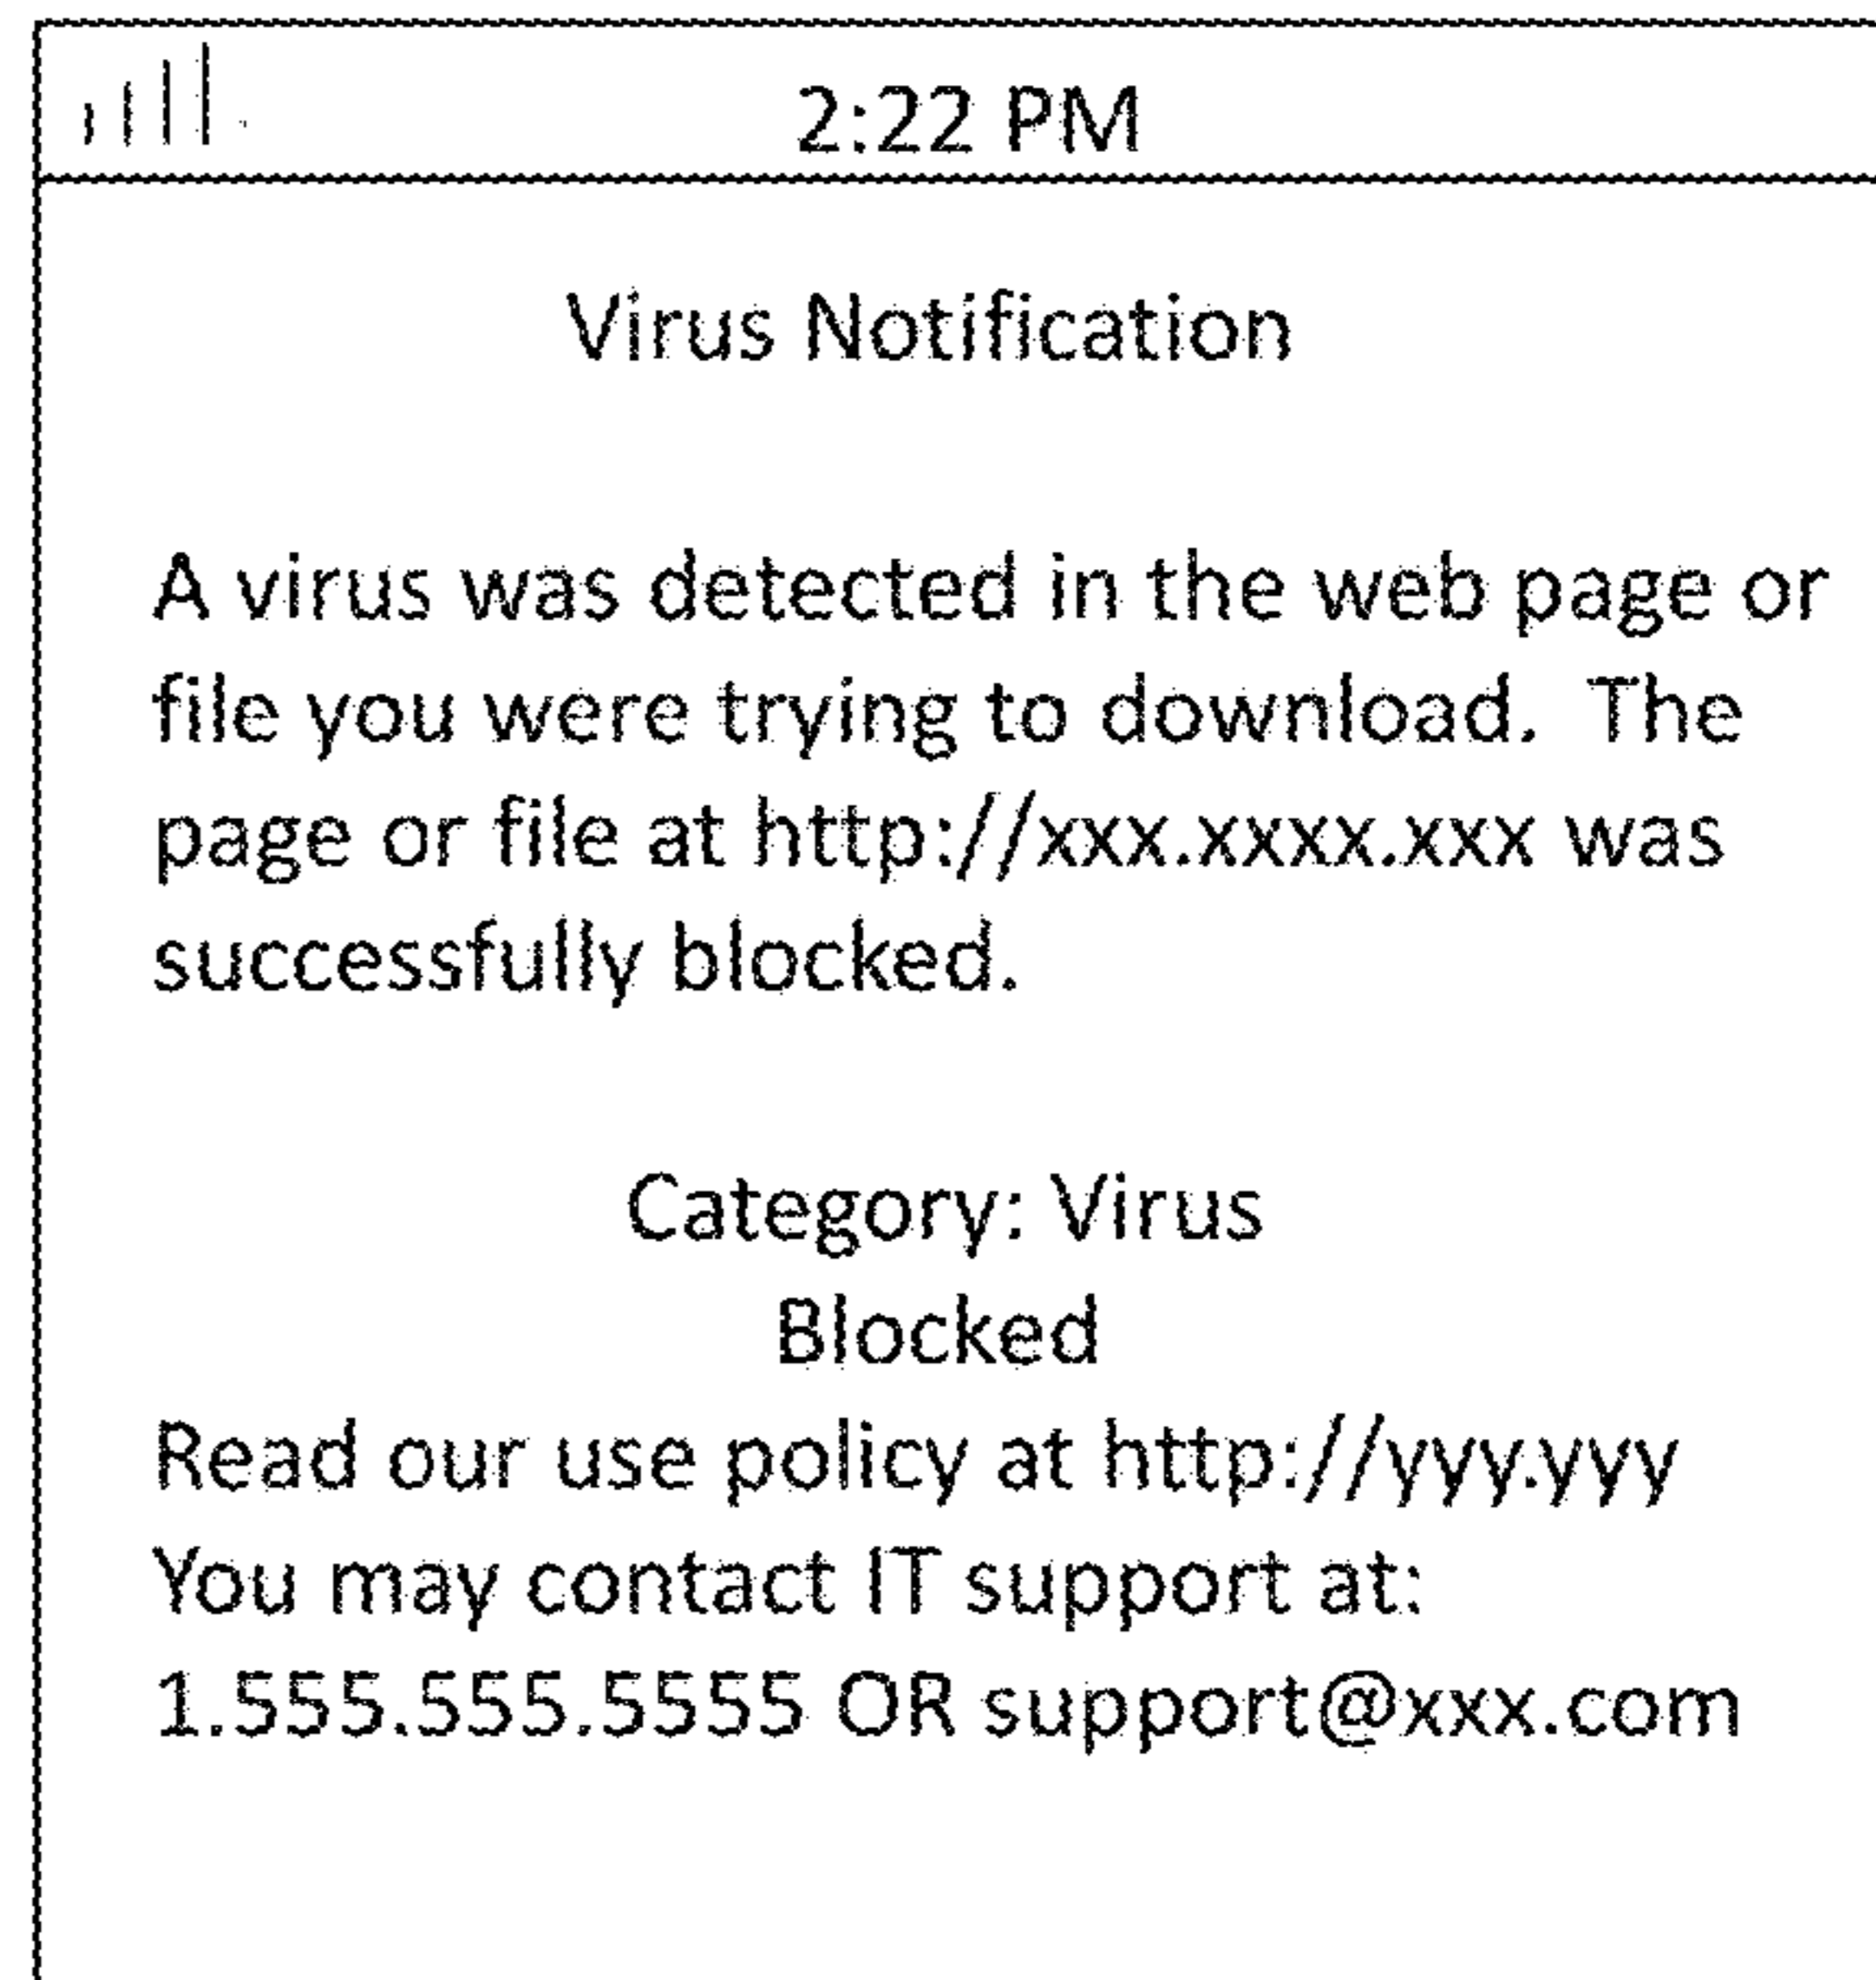 2:22 PM
Virus Notification
A virus was detected in the web page or
file you were trying to download.  The
page or file at http://xxx.xxxx.xxx was
successfully blocked.
Category: Virus
Blocked
Read our use policy at http://yyy.yyy
You may contact IT support at:
1.555.555.5555 OR support@xxx.com